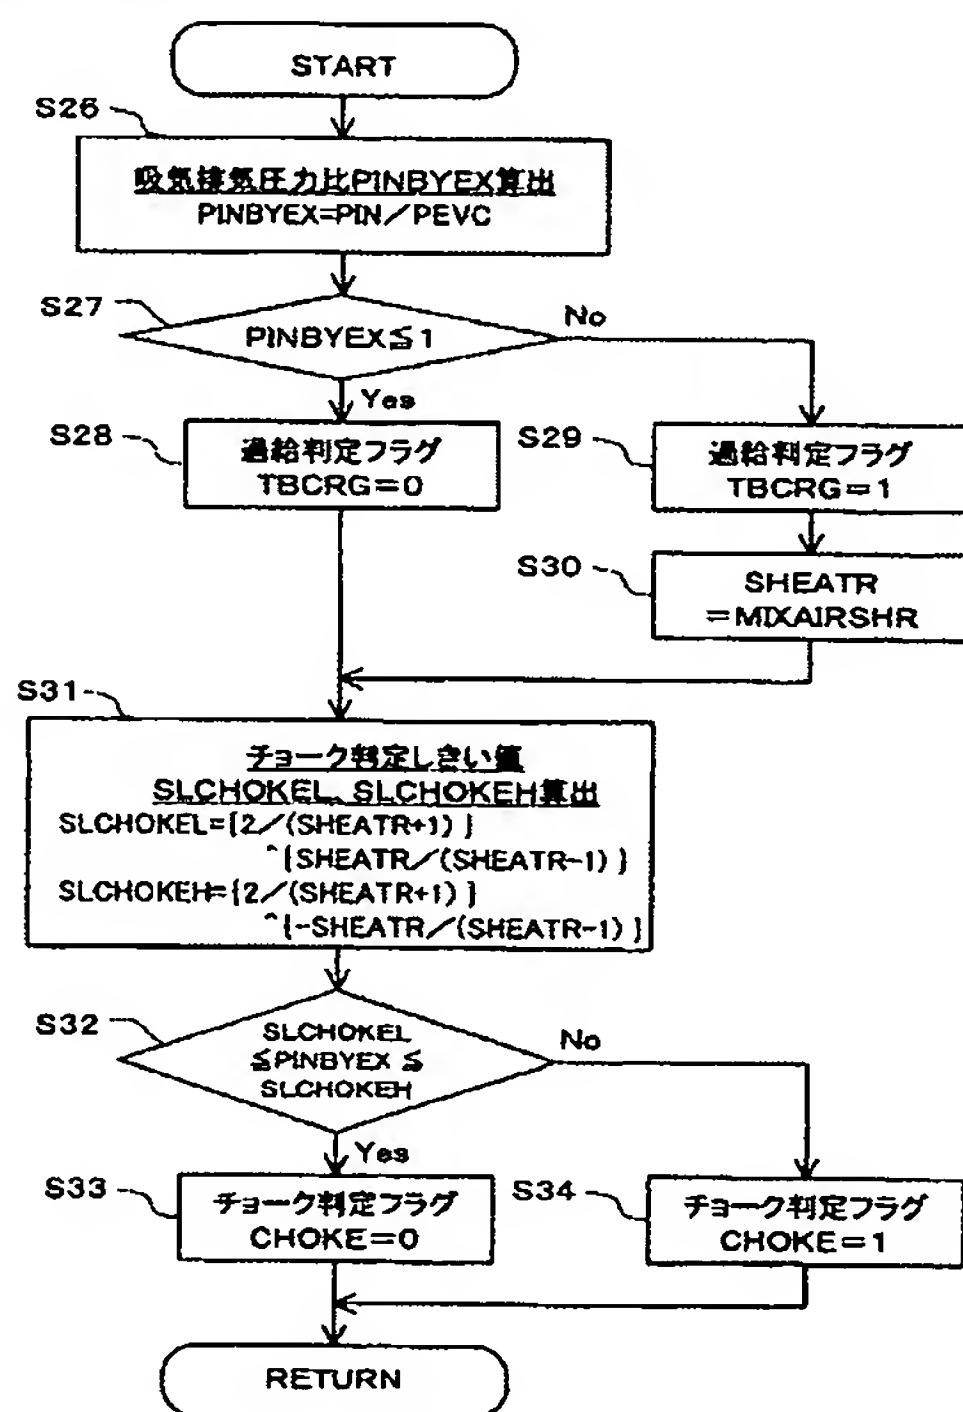 START
S26
吸気排気圧力比PINBYEX算出
PINBYEX=PIN/PEVC
S27
PINBYEX≦1
No
Yes
S28
過給判定フラグ
TBCRG=0
S29
過給判定フラグ
TBCRG=1
S30
SHEATR
=MIXAIRSHR
S31
チョーク判定しきい値
SLCHOKEL、SLCHOKEH算出
SLCHOKEL={2/(SHEATR+1)}
^{SHEATR/(SHEATR-1)}
SLCHOKEH={2/(SHEATR+1)}
^{-SHEATR/(SHEATR-1)}
S32
SLCHOKEL
≦PINBYEX≦
SLCHOKEH
No
Yes
S33
チョーク判定フラグ
CHOKE=0
S34
チョーク判定フラグ
CHOKE=1
RETURN